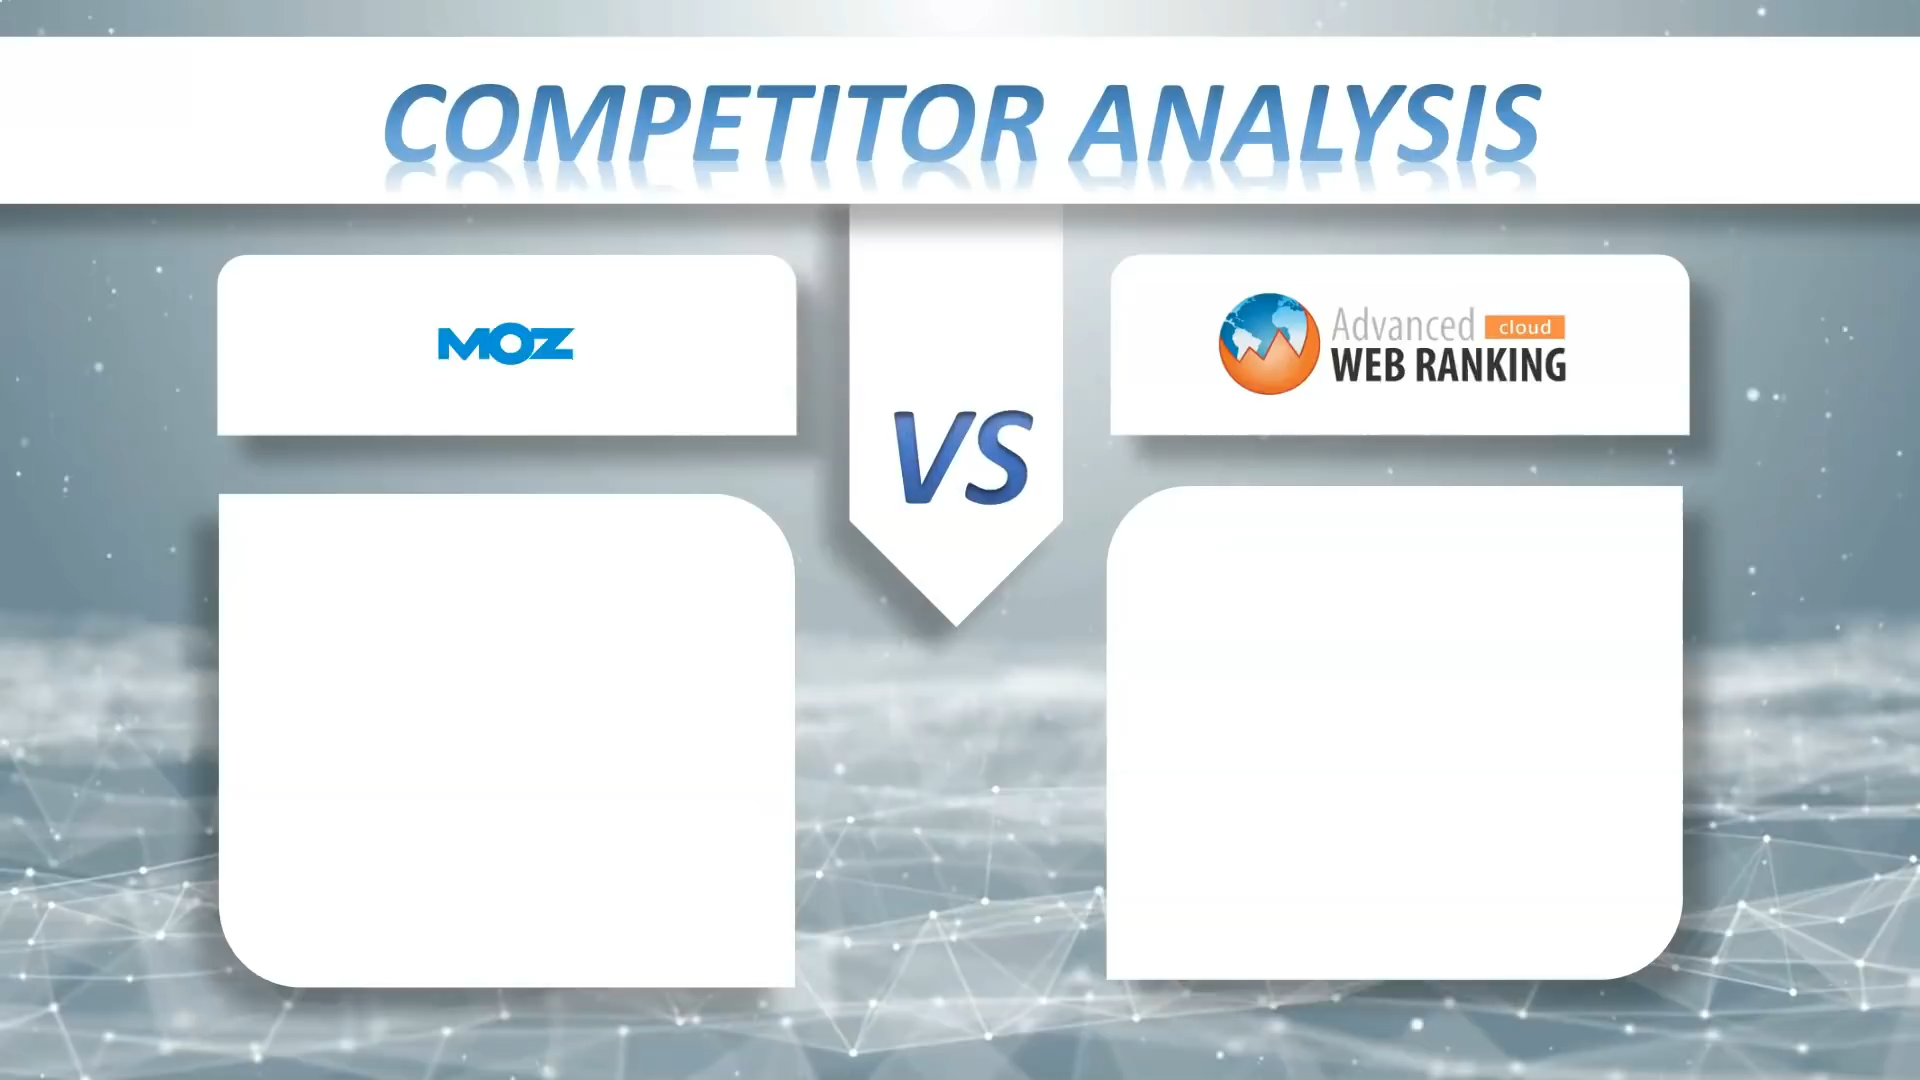 COMPETITOR ANALYSIS
MOZ
VS
Advanced cloud
WEB RANKING